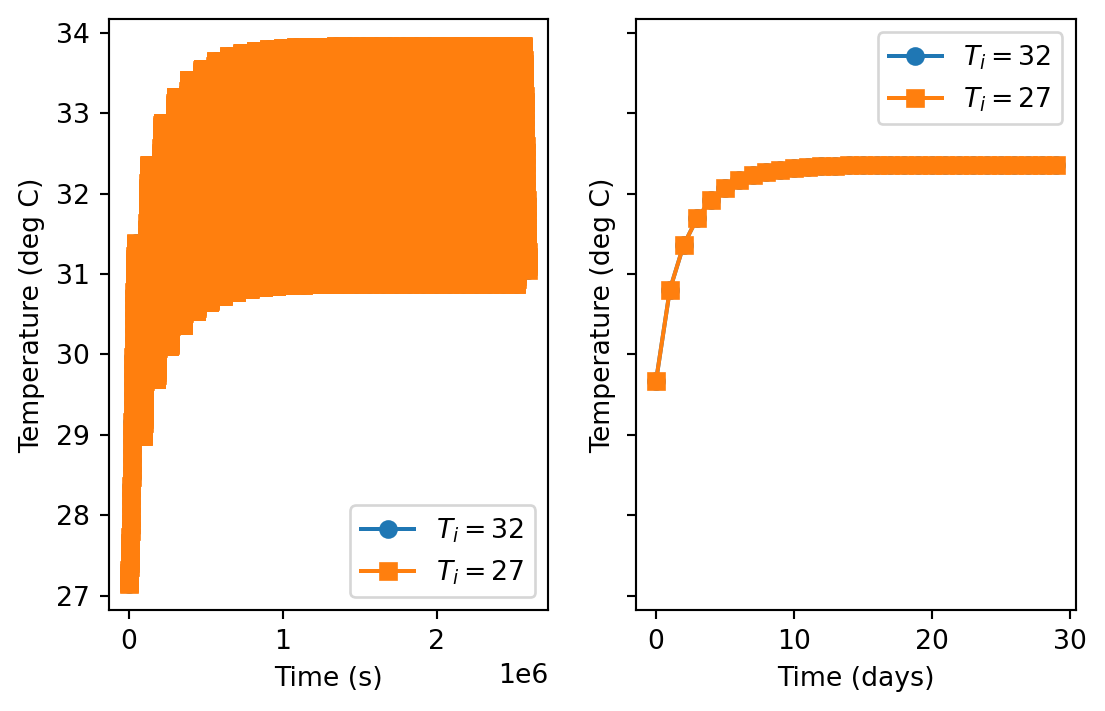 34
33
32
31
30
29
28
27
Temperature (deg C)
T_i = 32
T_i = 27
0
1
2
1e6
Time (s)
Temperature (deg C)
T_i = 32
T_i = 27
0
10
20
30
Time (days)